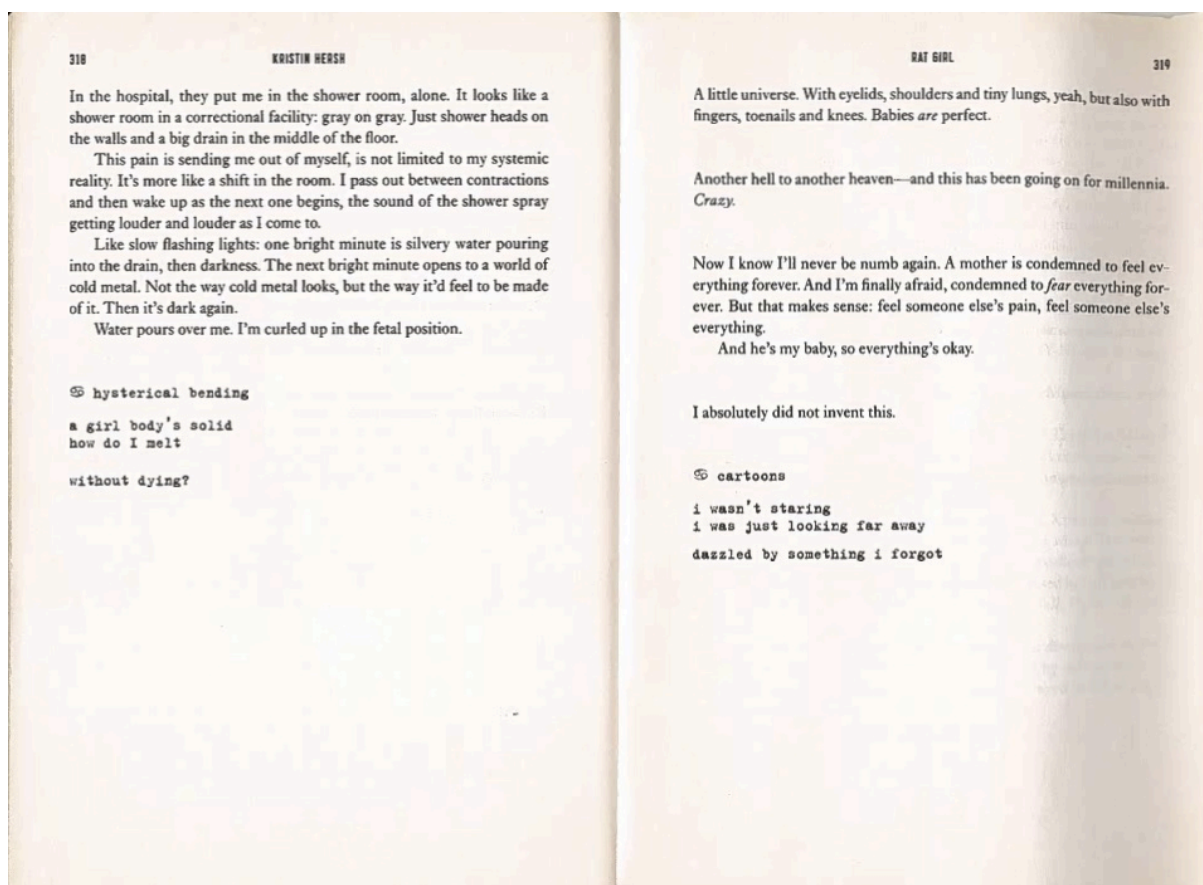 318
KRISTIN HERSH
In the hospital, they put me in the shower room, alone. It looks like a
shower room in a correctional facility: gray on gray. Just shower heads on
the walls and a big drain in the middle of the floor.
This pain is sending me out of myself, is not limited to my systemic
reality. It's more like a shift in the room. I pass out between contractions
and then wake up as the next one begins, the sound of the shower spray
getting louder and louder as I come to.
Like slow flashing lights: one bright minute is silvery water pouring
into the drain, then darkness. The next bright minute opens to a world of
cold metal. Not the way cold metal looks, but the way it'd feel to be made
of it. Then it's dark again.
Water pours over me. I'm curled up in the fetal position.
♋ hysterical bending
a girl body's solid
how do I melt
without dying?
RAT GIRL
319
A little universe. With eyelids, shoulders and tiny lungs, yeah, but also with
fingers, toenails and knees. Babies are perfect.
Another hell to another heaven—and this has been going on for millennia.
Crazy.
Now I know I'll never be numb again. A mother is condemned to feel ev-
erything forever. And I'm finally afraid, condemned to fear everything for-
ever. But that makes sense: feel someone else's pain, feel someone else's
everything.
And he's my baby, so everything's okay.
I absolutely did not invent this.
♋ cartoons
i wasn't staring
i was just looking far away
dazzled by something i forgot